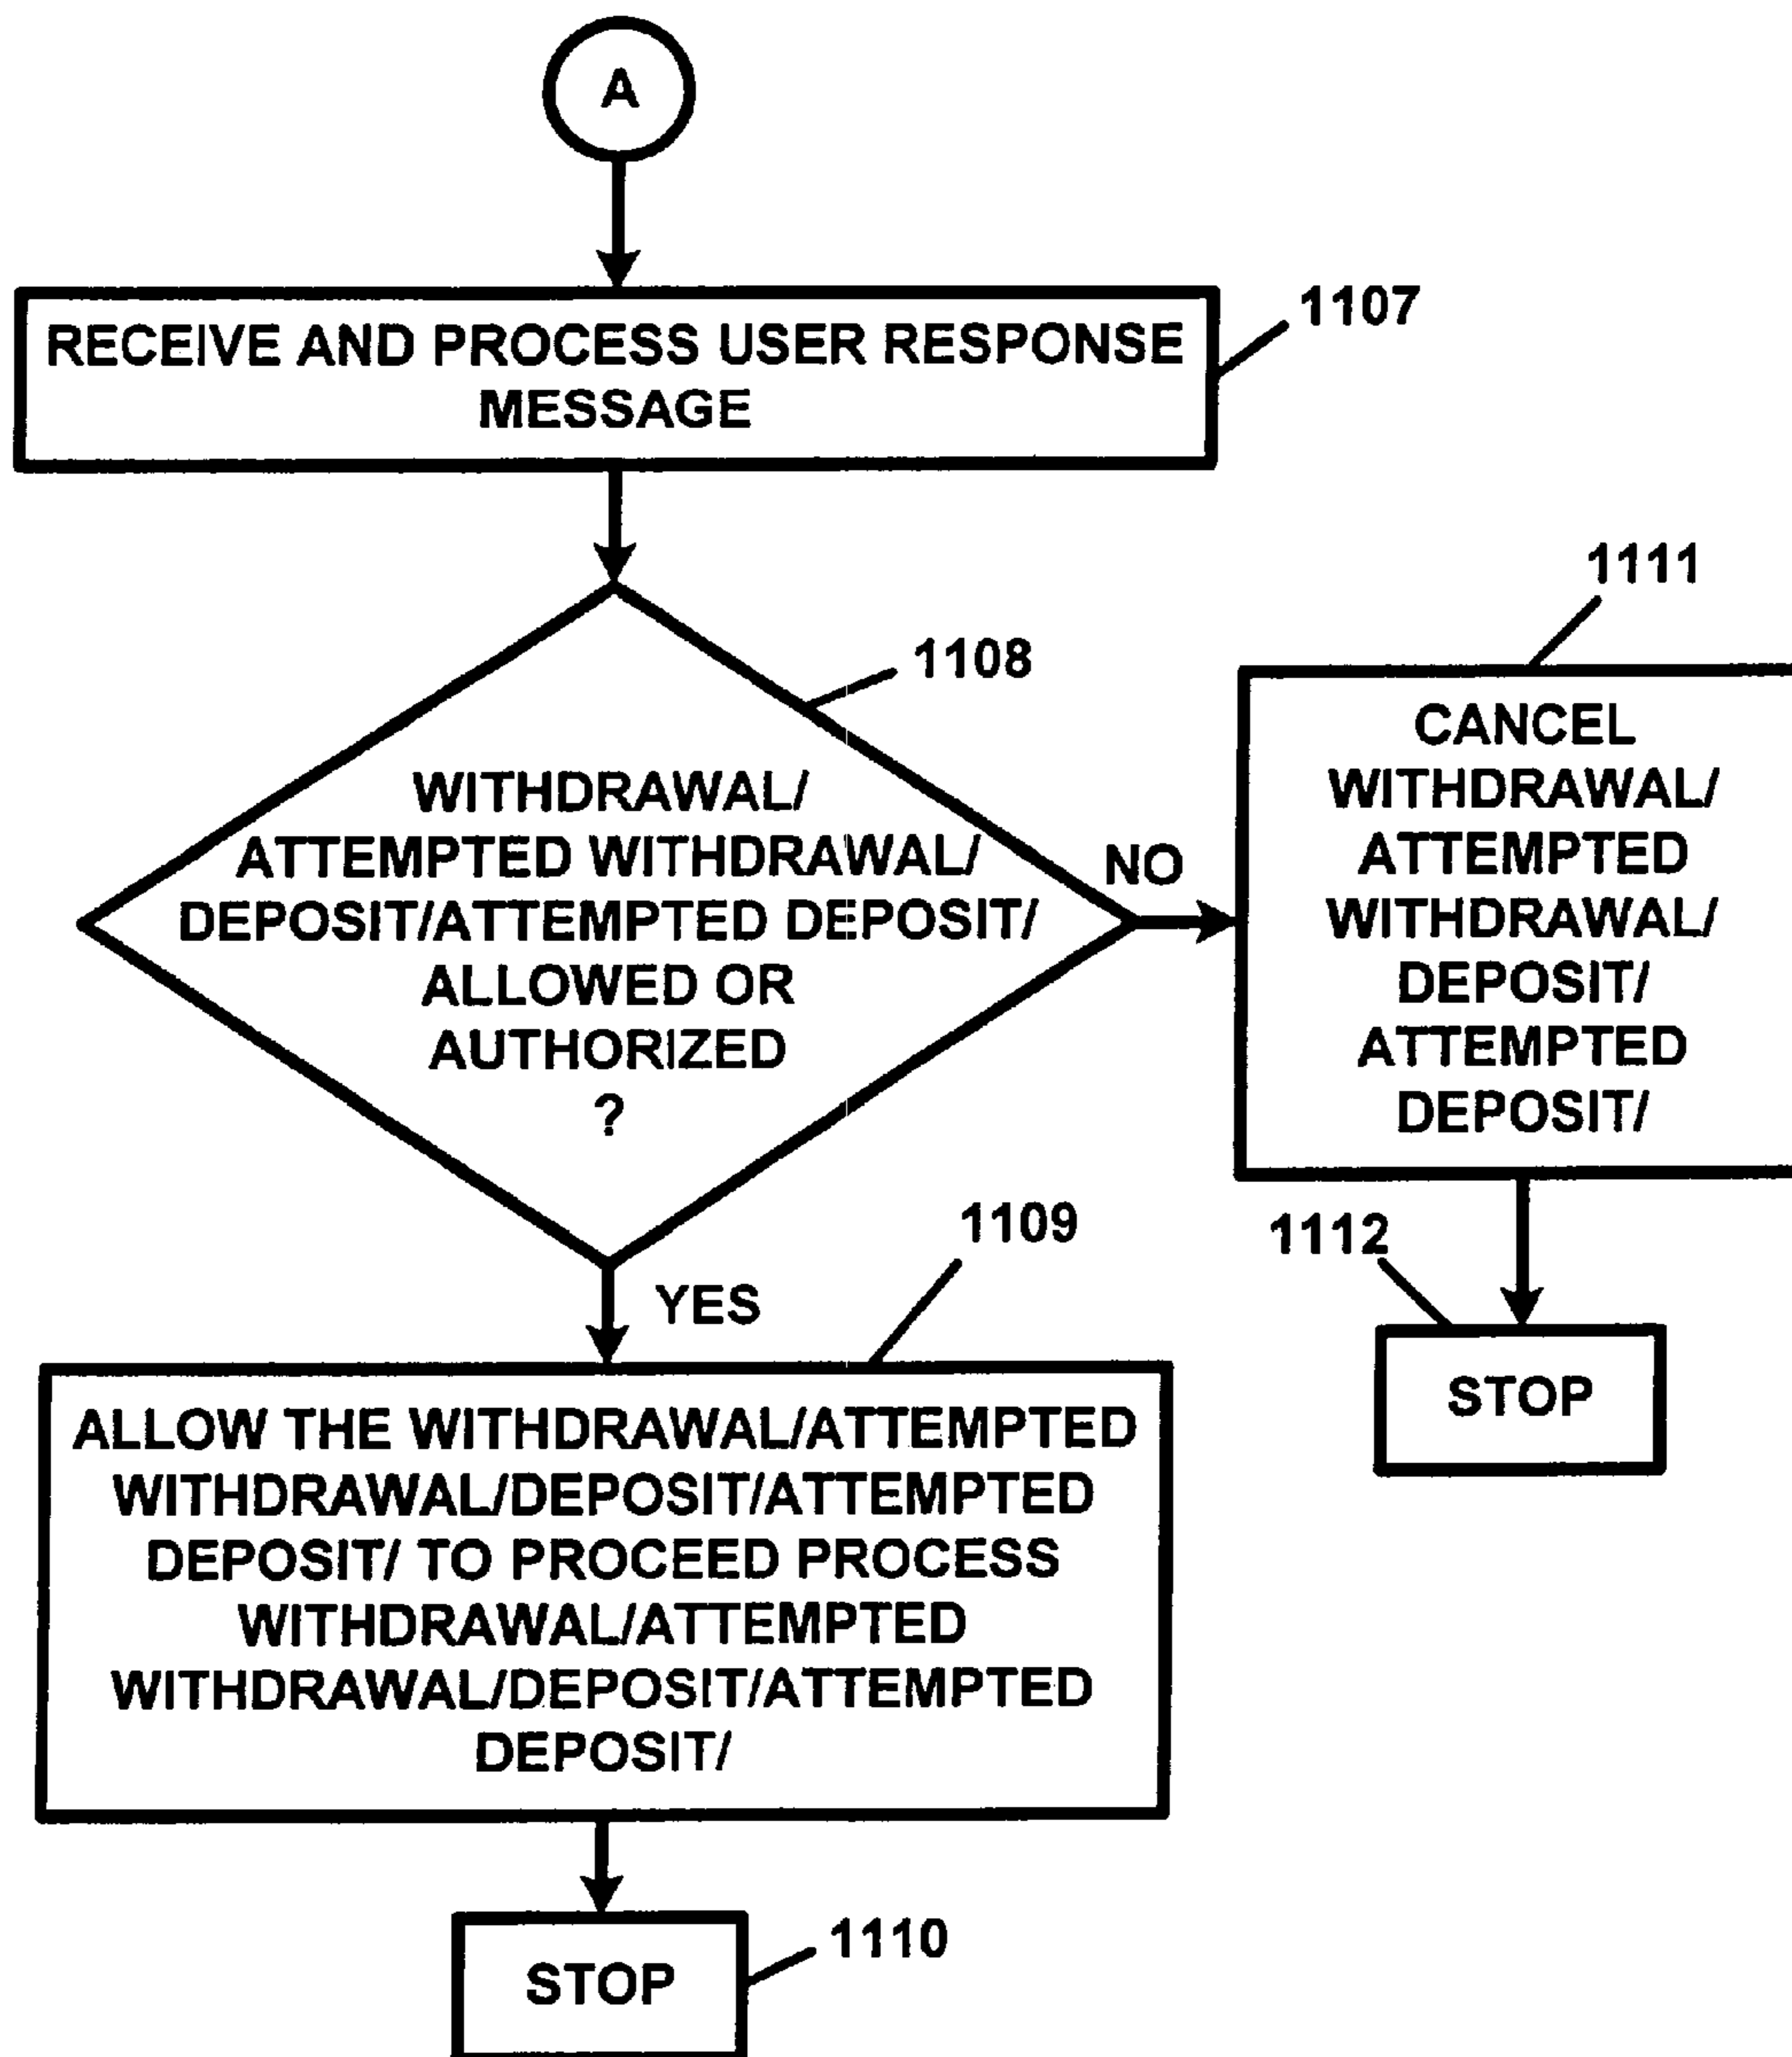 A
RECEIVE AND PROCESS USER RESPONSE
MESSAGE
1107
1108
WITHDRAWAL/
ATTEMPTED WITHDRAWAL/
DEPOSIT/ATTEMPTED DEPOSIT/
ALLOWED OR
AUTHORIZED
?
NO
1111
CANCEL
WITHDRAWAL/
ATTEMPTED
WITHDRAWAL/
DEPOSIT/
ATTEMPTED
DEPOSIT/
1112
STOP
YES
1109
ALLOW THE WITHDRAWAL/ATTEMPTED
WITHDRAWAL/DEPOSIT/ATTEMPTED
DEPOSIT/ TO PROCEED PROCESS
WITHDRAWAL/ATTEMPTED
WITHDRAWAL/DEPOSIT/ATTEMPTED
DEPOSIT/
STOP
1110